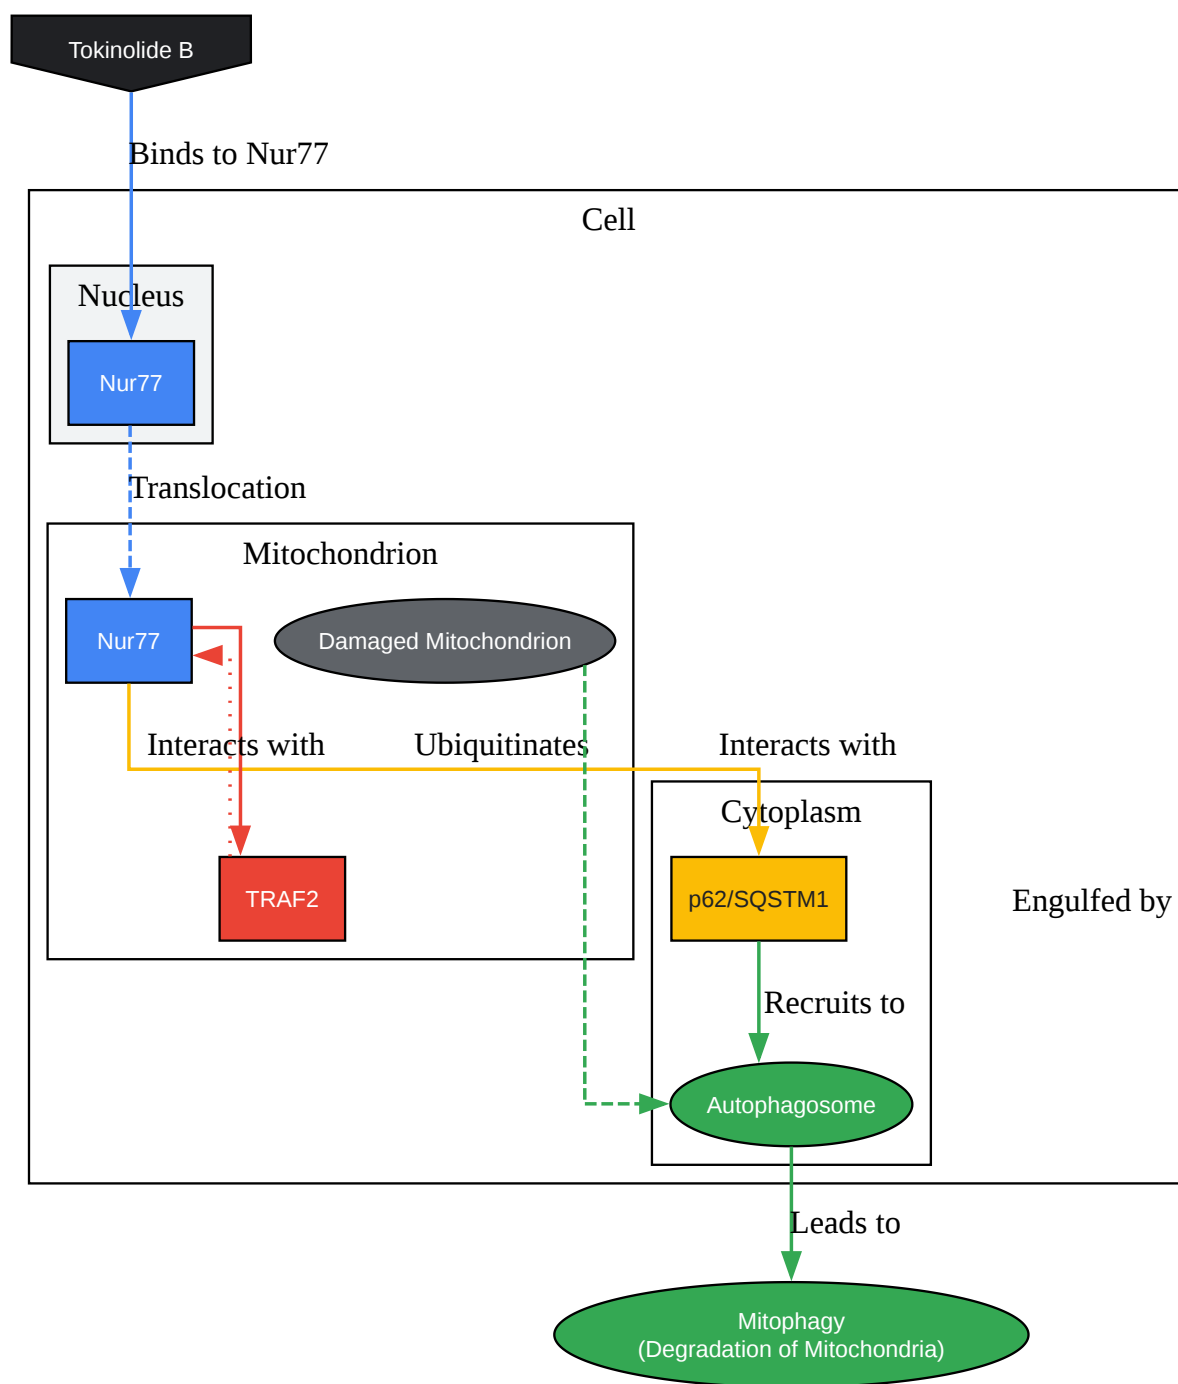 Tokinolide B
Binds to Nur77
Cell
Nucleus
Nur77
Translocation
Mitochondrion
Nur77
Damaged Mitochondrion
Interacts with
Ubiquitinates
Interacts with
Cytoplasm
TRAF2
p62/SQSTM1
Engulfed by
Recruits to
Autophagosome
Leads to
Mitophagy
(Degradation of Mitochondria)